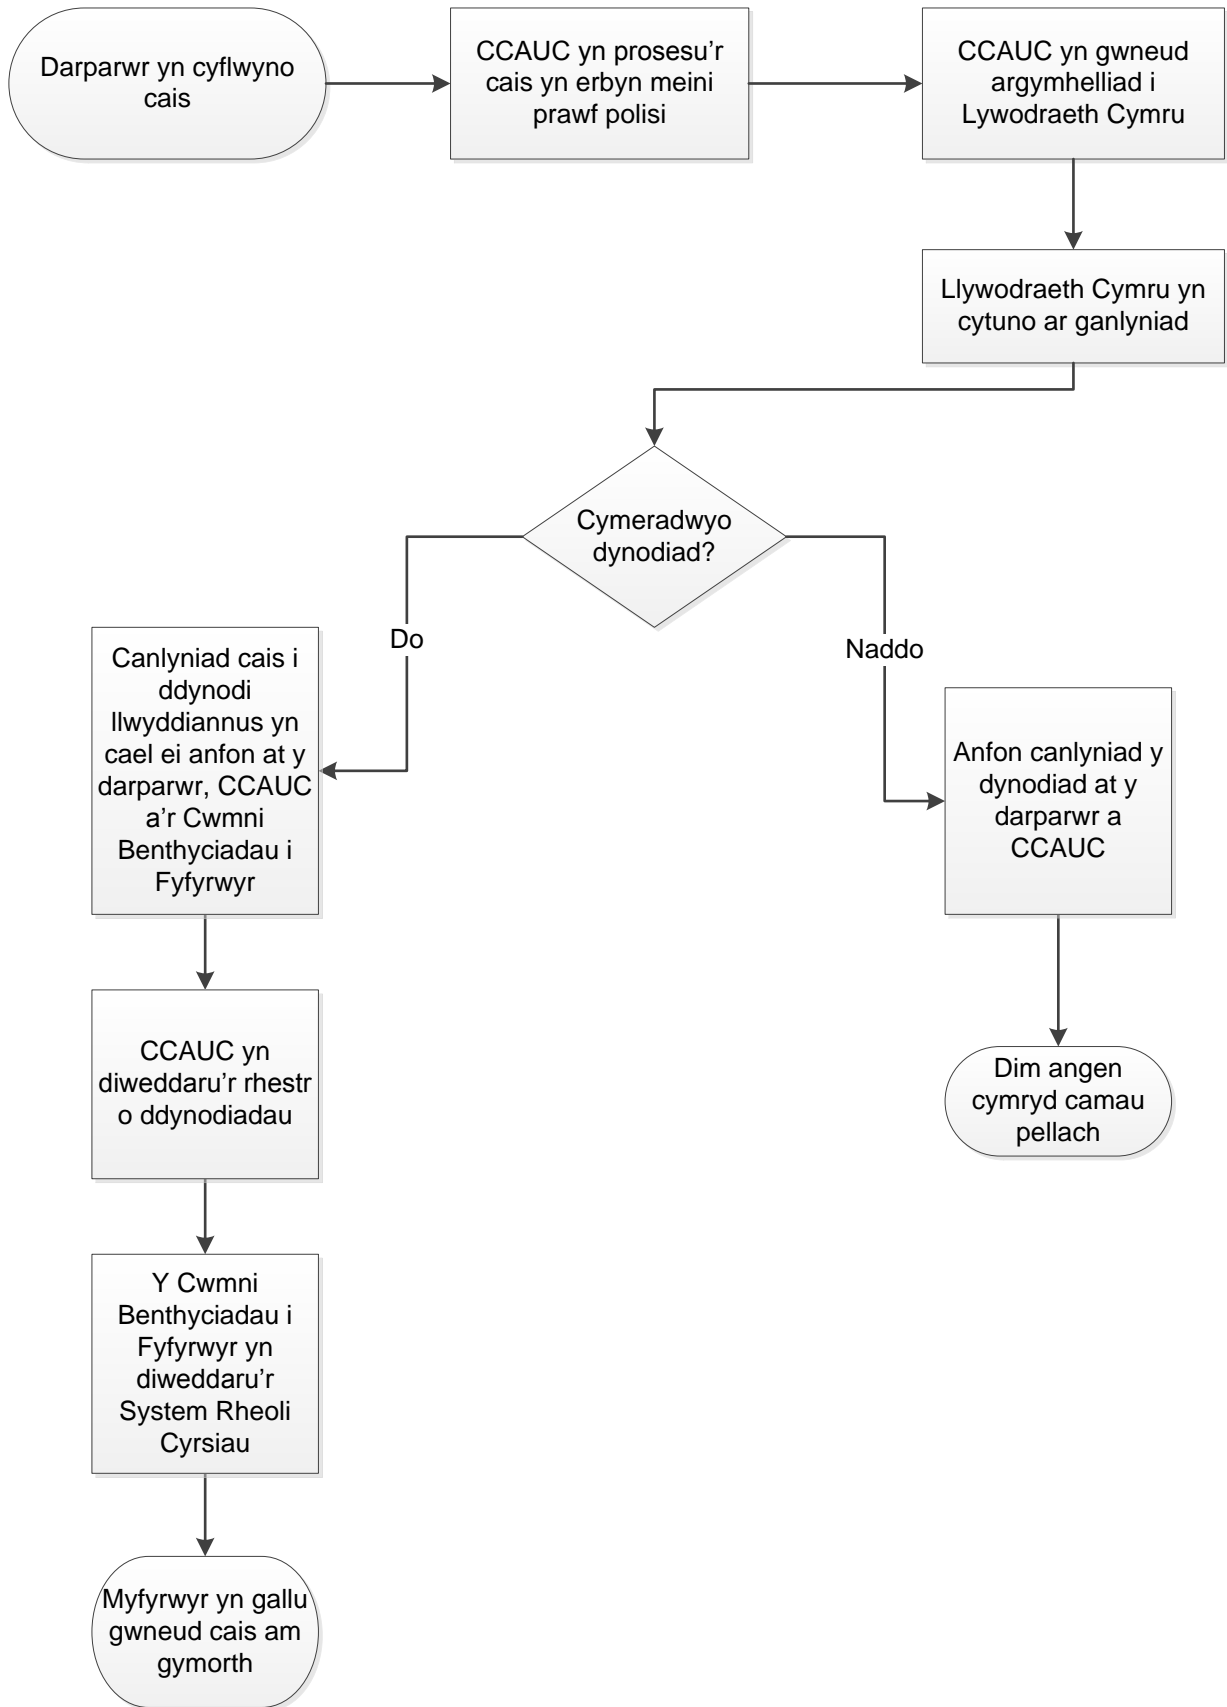 Darparwr yn cyflwyno
cais
CCAUC yn prosesu’r
cais yn erbyn meini
prawf polisi
CCAUC yn gwneud
argymhelliad i
Lywodraeth Cymru
Llywodraeth Cymru yn
cytuno ar ganlyniad
Cymeradwyo
dynodiad?
Do
Naddo
Canlyniad cais i
ddynodi
llwyddiannus yn
cael ei anfon at y
darparwr, CCAUC
a’r Cwmni
Benthyciadau i
Fyfyrwyr
Anfon canlyniad y
dynodiad at y
darparwr a
CCAUC
CCAUC yn
diweddaru’r rhestr
o ddynodiadau
Dim angen
cymryd camau
pellach
Y Cwmni
Benthyciadau i
Fyfyrwyr yn
diweddaru’r
System Rheoli
Cyrsiau
Myfyrwyr yn gallu
gwneud cais am
gymorth